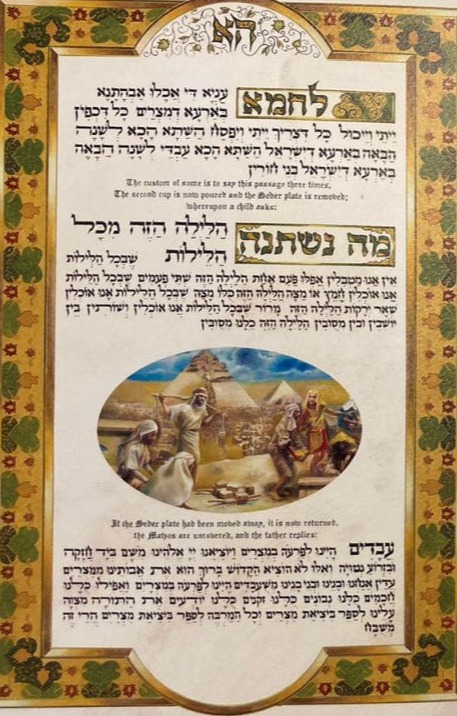 הא
לחמא עניא די אכלו אבהתנא
בארעא דמצרים כל דכפין
ייתי וייכול כל דצריך ייתי ויפסח השתא הכא לשנה
הבאה בארעא דישראל השתא הכא עבדי לשנה הבאה
בארעא דישראל בני חורין
The custom of some is to say this passage three times,
The second cup is now poured and the Seder plate is removed;
whereupon a child asks:
מה נשתנה הלילה הזה מכל
הלילות שבכל הלילות
אין אנו מטבלין אפלו פעם אחת הלילה הזה שתי פעמים שבכל הלילות
אנו אוכלין חמץ או מצה הלילה הזה כלו מצה שבכל הלילות אנו אוכלין
שאר ירקות הלילה הזה מרור שבכל הלילות אנו אוכלין ושותין בין
יושבין ובין מסובין הלילה הזה כלנו מסובין
If the Seder plate had been moved away, it is now returned,
the Matzos are uncovered, and the father replies:
עבדים היינו לפרעה במצרים ויוציאנו יי אלהינו משם ביד חזקה
ובזרוע נטויה ואלו לא הוציא הקדוש ברוך הוא את אבותינו ממצרים
עדין אנחנו ובנינו ובני בנינו משעבדים היינו לפרעה במצרים ואפילו כלנו
חכמים כלנו נבונים כלנו זקנים כלנו יודעים את התורה מצוה
עלינו לספר ביציאת מצרים וכל המרבה לספר ביציאת מצרים הרי זה
משבח